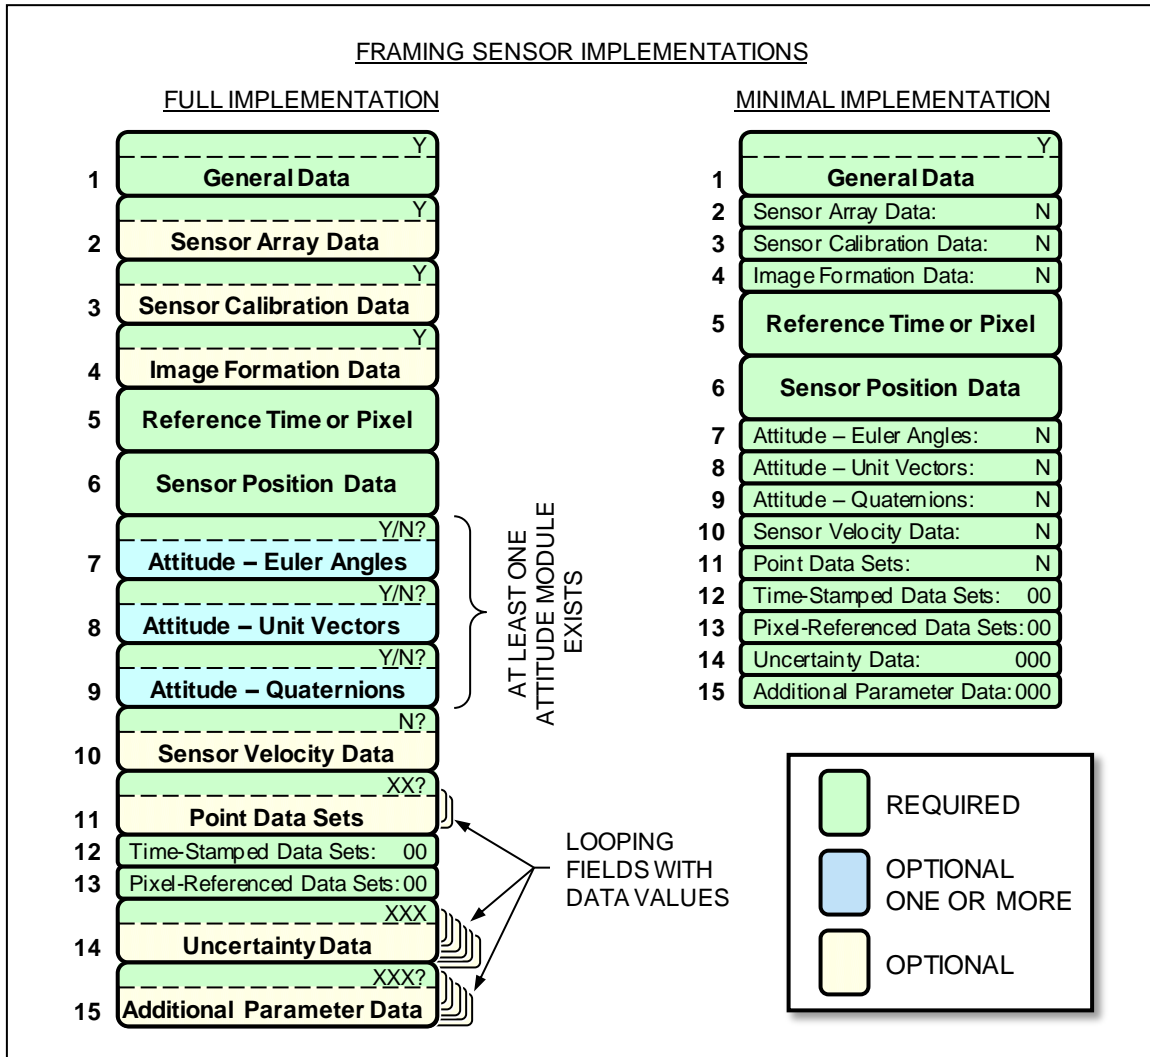 FRAMING SENSOR IMPLEMENTATIONS
FULL IMPLEMENTATION
Y
1 General Data
Y
2 Sensor Array Data
Y
3 Sensor Calibration Data
Y
4 Image Formation Data
5 Reference Time or Pixel
6 Sensor Position Data
Y/N?
7 Attitude – Euler Angles
Y/N?
8 Attitude – Unit Vectors
Y/N?
9 Attitude – Quaternions
AT LEAST ONE
ATTITUDE MODULE
EXISTS
N?
10 Sensor Velocity Data
XX?
11 Point Data Sets
12 Time-Stamped Data Sets: 00
13 Pixel-Referenced Data Sets: 00
XXX
14 Uncertainty Data
XXX?
15 Additional Parameter Data
LOOPING
FIELDS WITH
DATA VALUES
MINIMAL IMPLEMENTATION
Y
1 General Data
2 Sensor Array Data: N
3 Sensor Calibration Data: N
4 Image Formation Data: N
5 Reference Time or Pixel
6 Sensor Position Data
7 Attitude – Euler Angles: N
8 Attitude – Unit Vectors: N
9 Attitude – Quaternions: N
10 Sensor Velocity Data: N
11 Point Data Sets: N
12 Time-Stamped Data Sets: 00
13 Pixel-Referenced Data Sets: 00
14 Uncertainty Data: 000
15 Additional Parameter Data: 000
REQUIRED
OPTIONAL
ONE OR MORE
OPTIONAL